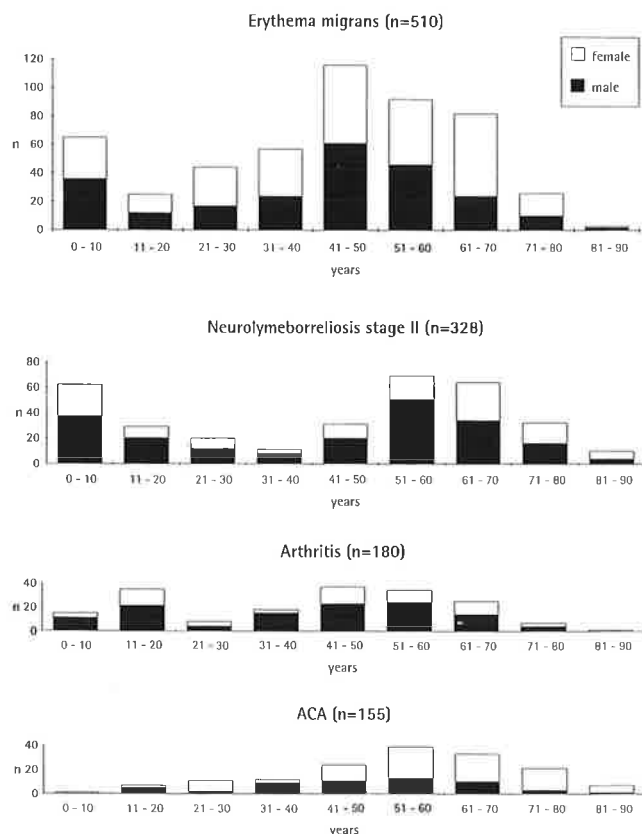 Erythema migrans (n=510)
female
male
120
100
80
60
40
20
0
n
0 - 10 11 - 20 21 - 30 31 - 40 41 - 50 51 - 60 61 - 70 71 - 80 81 - 90
years
Neurolymeborreliosis stage II (n=328)
80
60
40
20
0
n
0 - 10 11 - 20 21 - 30 31 - 40 41 - 50 51 - 60 61 - 70 71 - 80 81 - 90
years
Arthritis (n=180)
40
20
0
n
0 - 10 11 - 20 21 - 30 31 - 40 41 - 50 51 - 60 61 - 70 71 - 80 81 - 90
years
ACA (n=155)
40
20
0
n
0 - 10 11 - 20 21 - 30 31 - 40 41 - 50 51 - 60 61 - 70 71 - 80 81 - 90
years